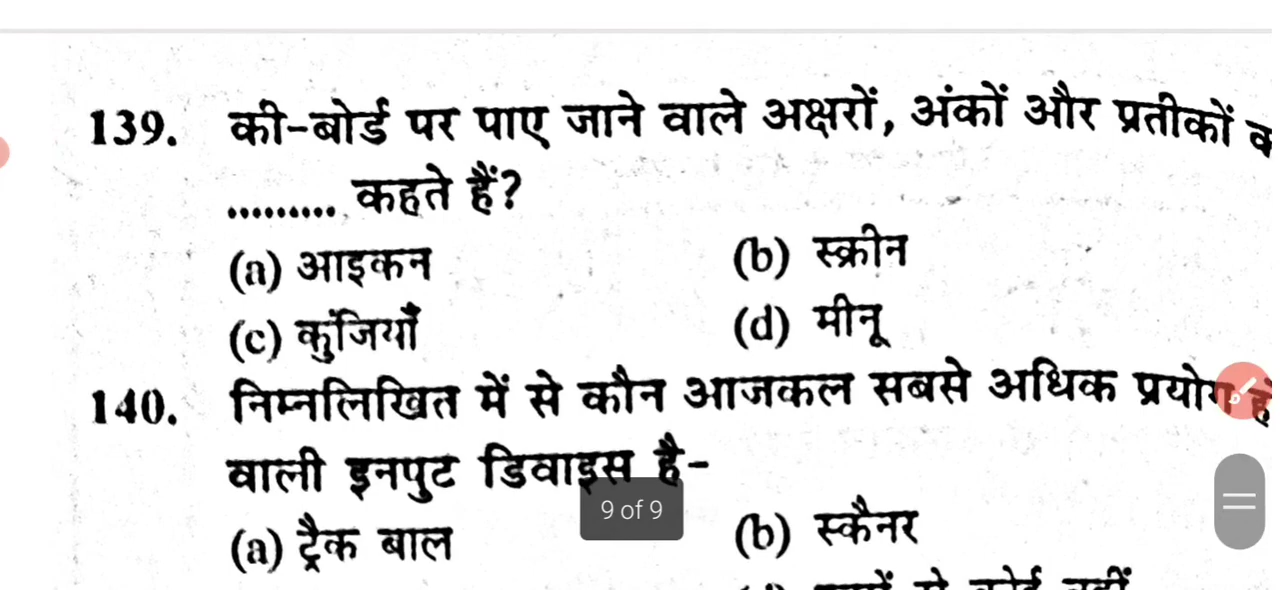 139. की-बोर्ड पर पाए जाने वाले अक्षरों, अंकों और प्रतीकों
.......... कहते हैं?
(a) आइकन (b) स्क्रीन
(c) कुंजियाँ (d) मीनू
140. निम्नलिखित में से कौन आजकल सबसे अधिक प्रयोग
वाली इनपुट डिवाइस है-
9 of 9
(a) ट्रैक बाल (b) स्कैनर